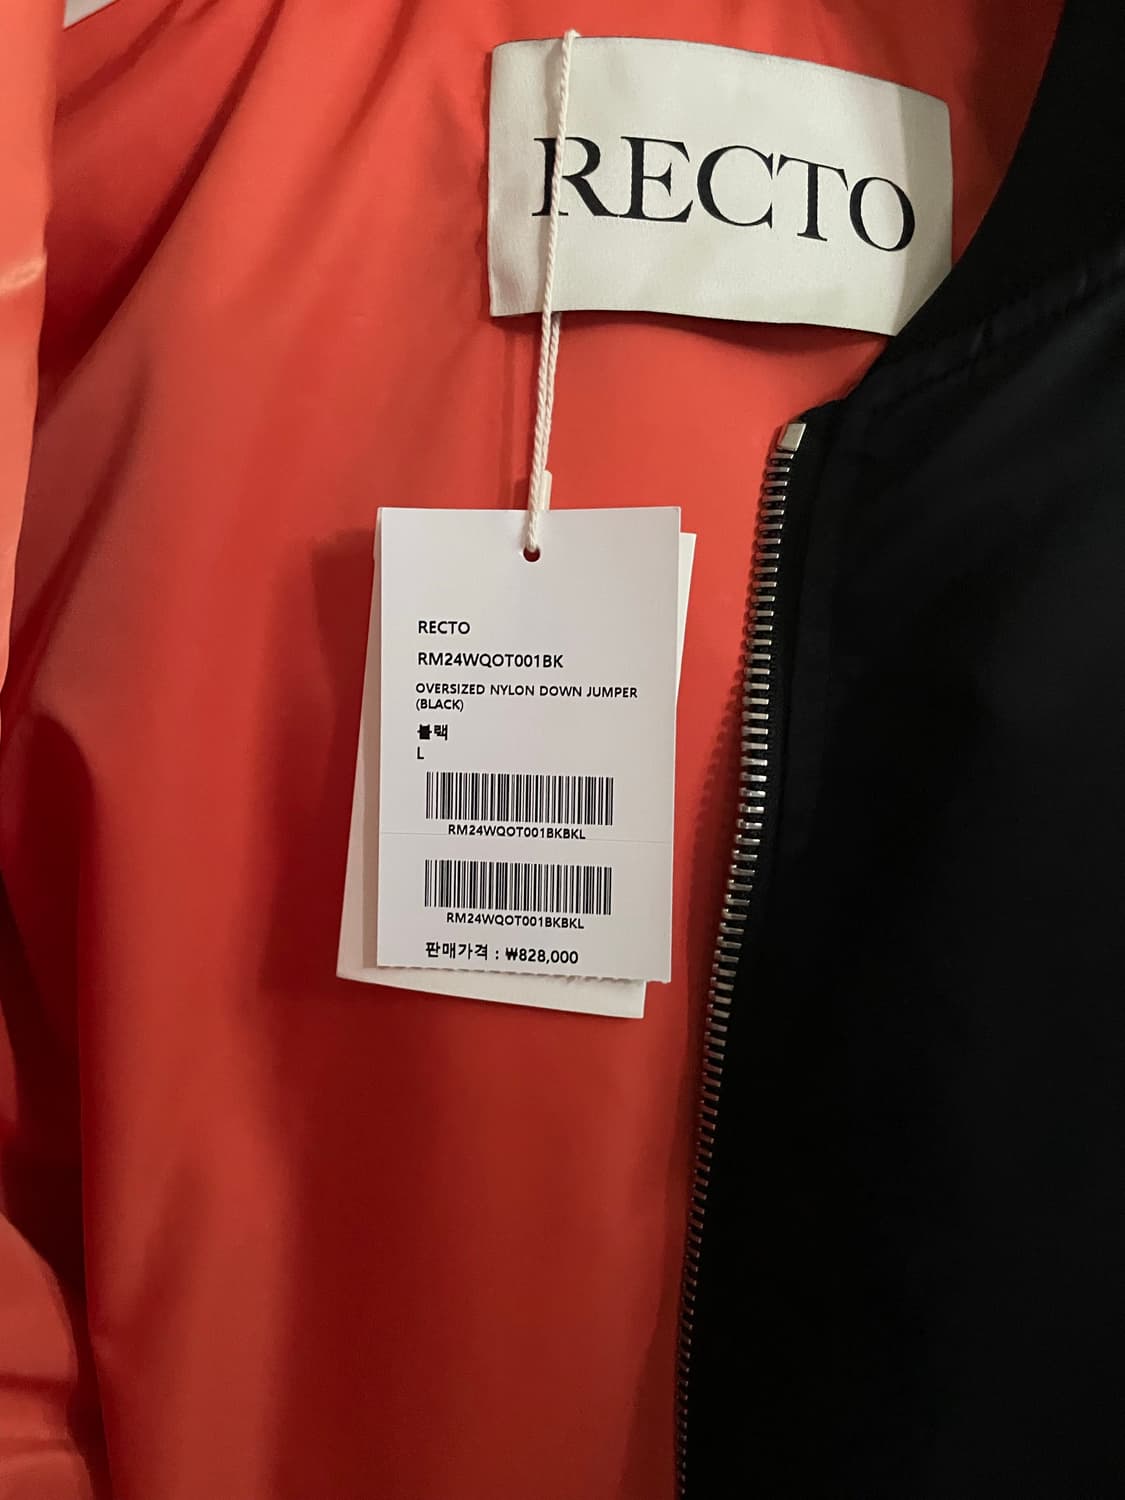 RECTO
RECTO
RM24WQOT001BK
OVERSIZED NYLON DOWN JUMPER
(BLACK)
블랙
L
RM24WQOT001BKBKL
RM24WQOT001BKBKL
판매가격 : ₩828,000